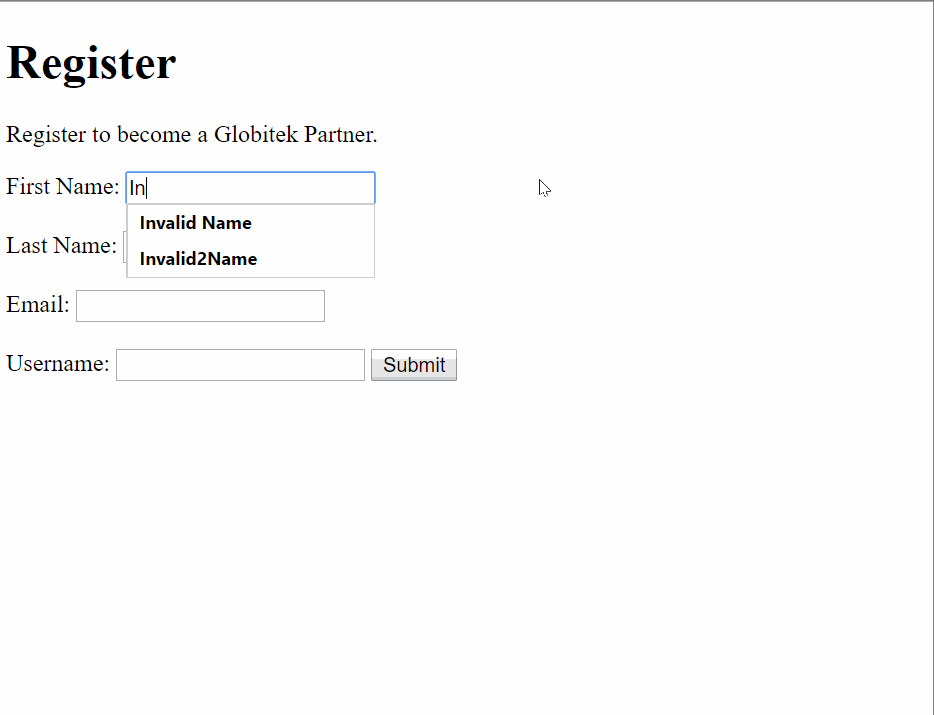 Register
Register to become a Globitek Partner.
First Name: In
Invalid Name
Last Name:
Invalid2Name
Email:
Username: Submit